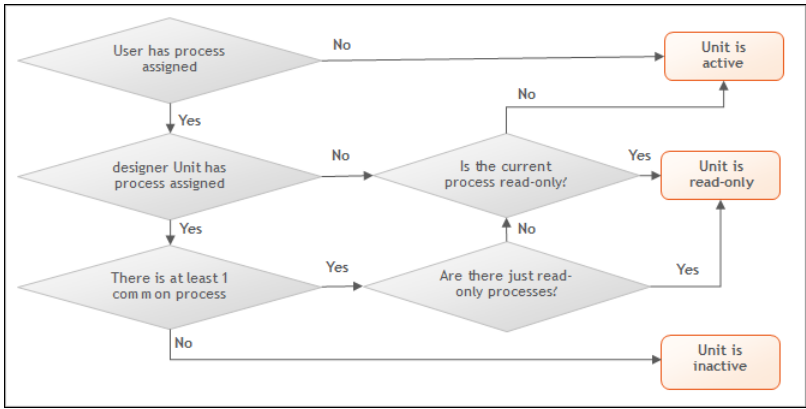 User has process
assigned
No
Unit is
active
Yes
No
designer Unit has
process assigned
No
Is the current
process read-only?
Yes
Unit is
read-only
Yes
No
There is at least 1
common process
Yes
Are there just read-
only processes?
Yes
No
Unit is
inactive